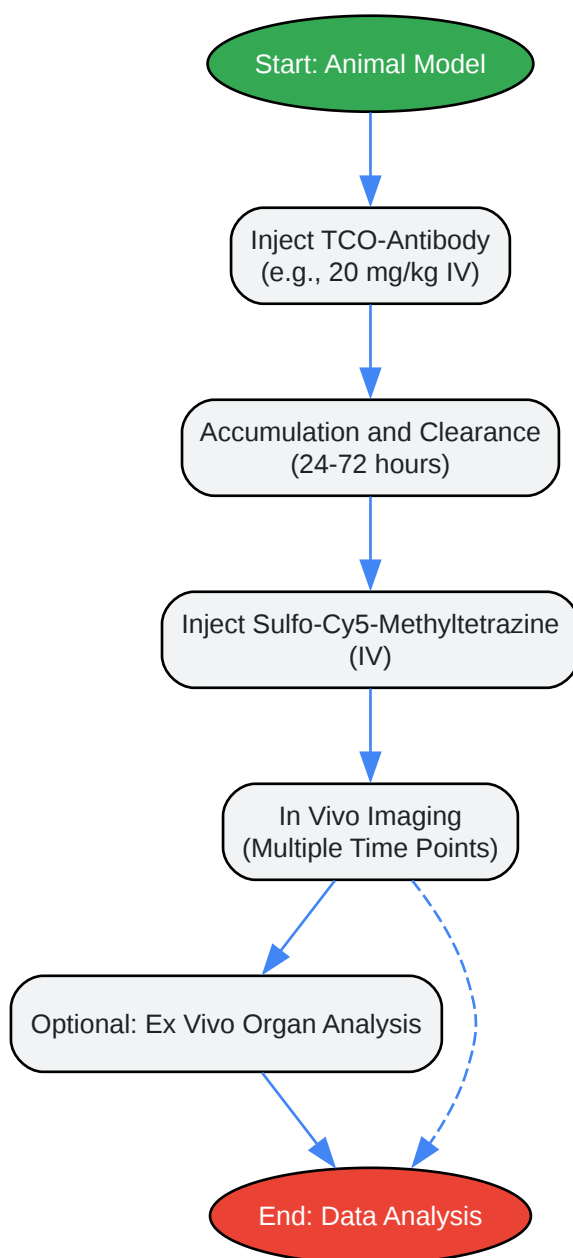 Start: Animal Model
Inject TCO-Antibody
(e.g., 20 mg/kg IV)
Accumulation and Clearance
(24-72 hours)
Inject Sulfo-Cy5-Methyltetrazine
(IV)
In Vivo Imaging
(Multiple Time Points)
Optional: Ex Vivo Organ Analysis
End: Data Analysis